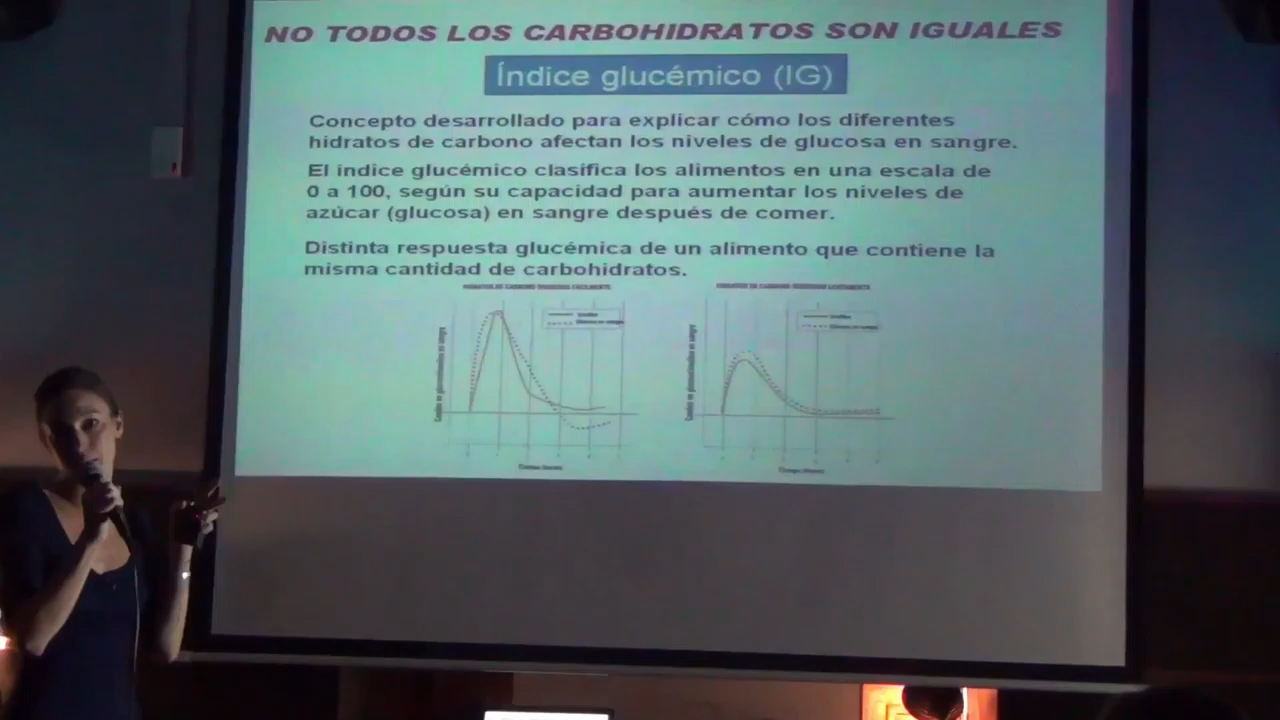 NO TODOS LOS CARBOHIDRATOS SON IGUALES
Índice glucémico (IG)
Concepto desarrollado para explicar cómo los diferentes
hidratos de carbono afectan los niveles de glucosa en sangre.
El índice glucémico clasifica los alimentos en una escala de
0 a 100, según su capacidad para aumentar los niveles de
azúcar (glucosa) en sangre después de comer.
Distinta respuesta glucémica de un alimento que contiene la
misma cantidad de carbohidratos.